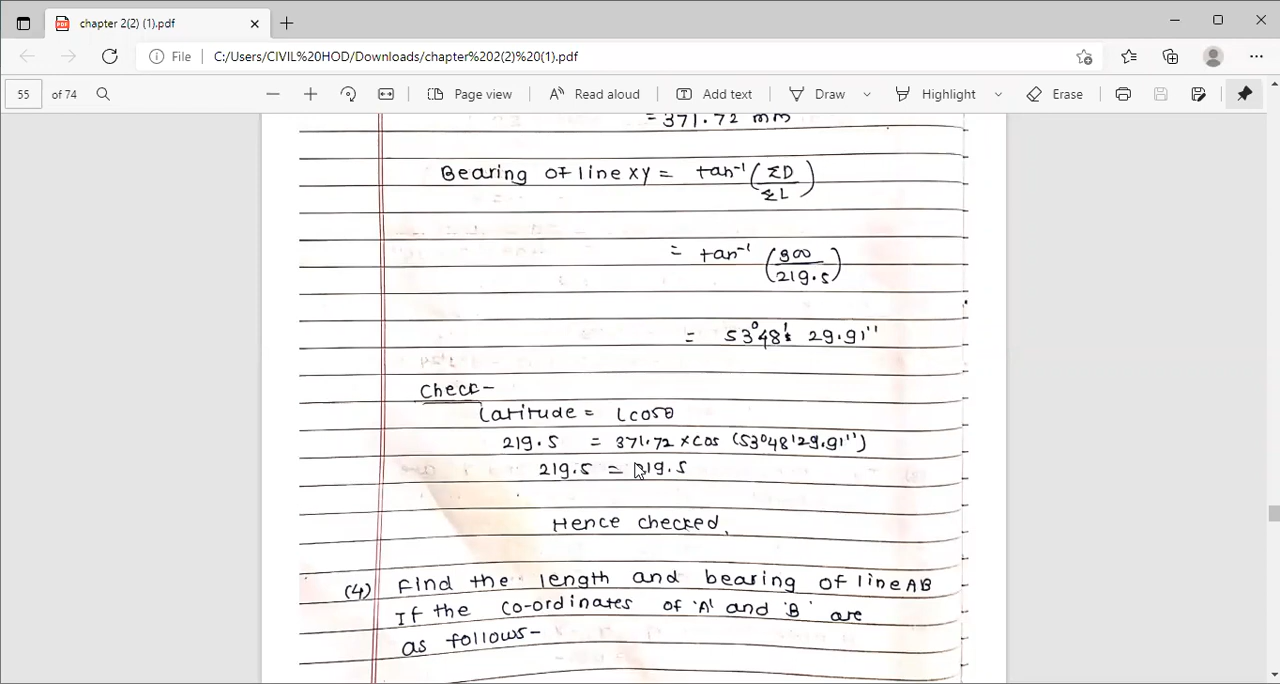 chapter 2(2) (1).pdf
File C:/Users/CIVIL%20HOD/Downloads/chapter%202(2)%20(1).pdf
55 of 74 Page view Read aloud Add text Draw Highlight Erase
= 371.72 mm
Bearing of line xy = tan⁻¹ (ΣD/ΣL)
= tan⁻¹ (300/219.5)
= 53°48' 29.91"
Check-
Latitude = Lcosθ
219.5 = 371.72 × cos (53°48'29.91")
219.5 = 219.5
Hence checked.
(4) Find the length and bearing of line AB
If the co-ordinates of 'A' and 'B' are
as follows-